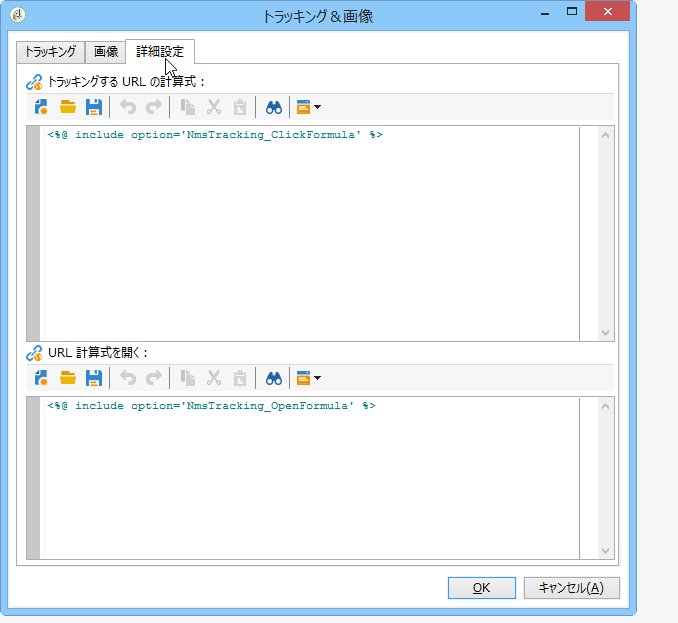 トラッキング＆画像
トラッキング 画像 詳細設定
トラッキングする URL の計算式：
<%@ include option='NmsTracking_ClickFormula' %>
URL 計算式を開く：
<%@ include option='NmsTracking_OpenFormula' %>
OK キャンセル(A)